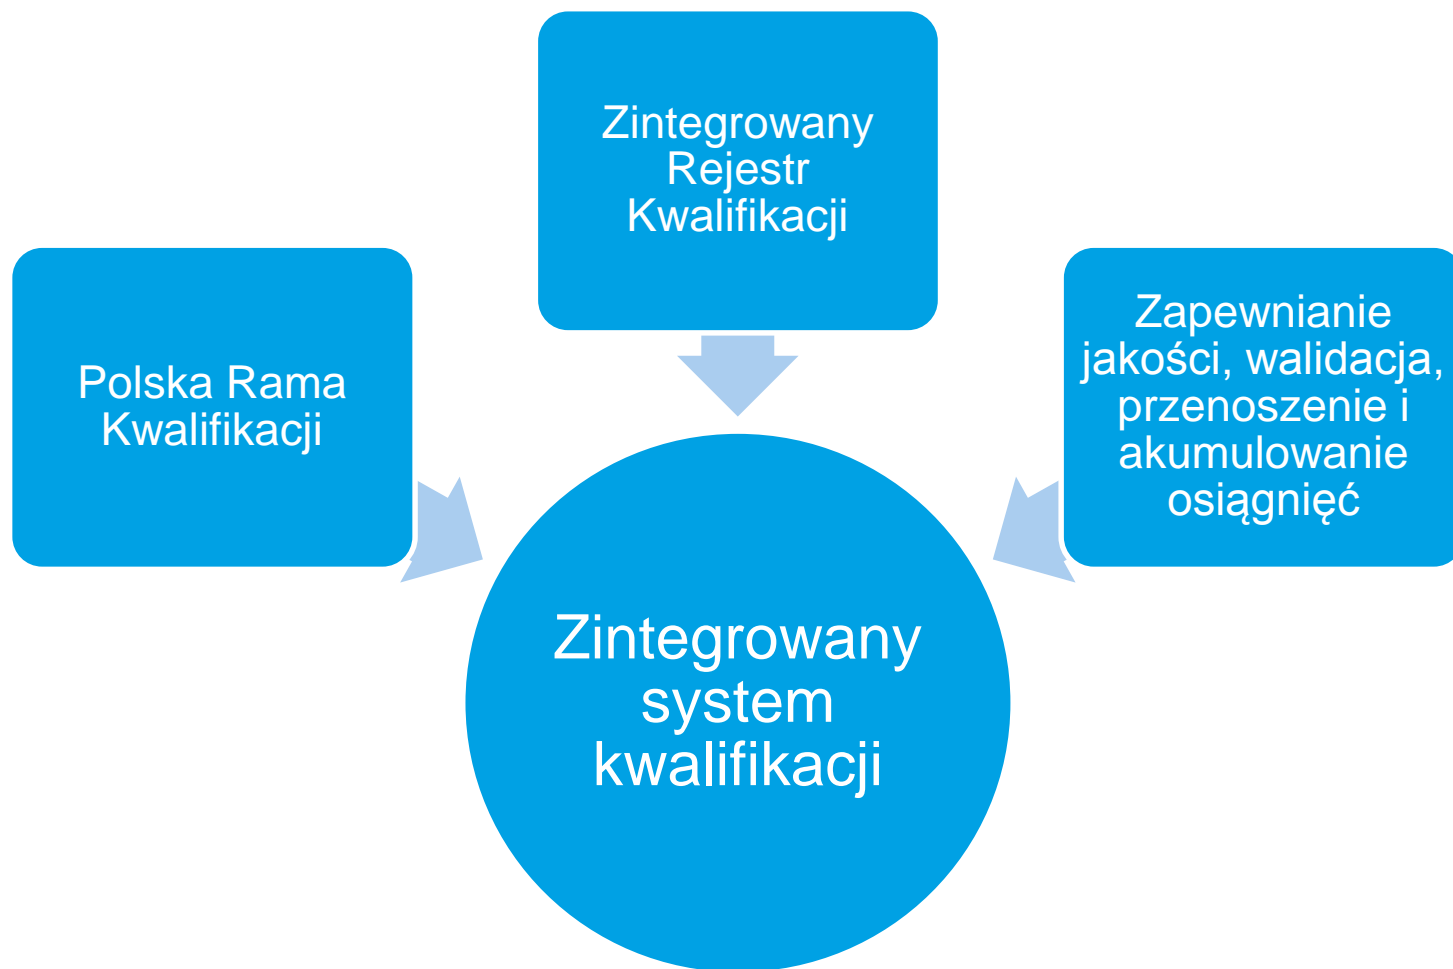 Zintegrowany
Rejestr
Kwalifikacji
Polska Rama
Kwalifikacji
Zapewnianie
jakości, walidacja,
przenoszenie i
akumulowanie
osiągnięć
Zintegrowany
system
kwalifikacji